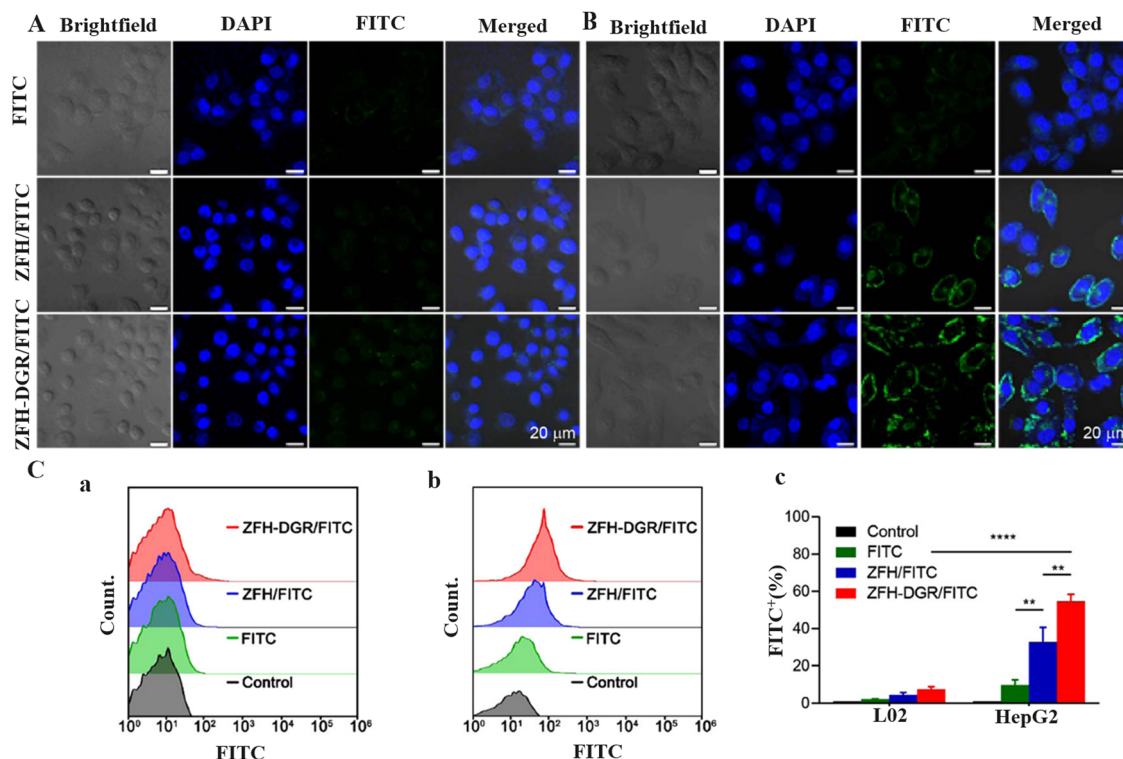 A Brightfield DAPI FITC Merged B Brightfield DAPI FITC Merged
FITC
ZFH/FITC
ZFH-DGR/FITC
20 μm 20 μm
C
a
ZFH-DGR/FITC
ZFH/FITC
FITC
Control
Count.
10⁰ 10¹ 10² 10³ 10⁴ 10⁵ 10⁶
FITC
b
ZFH-DGR/FITC
ZFH/FITC
FITC
Control
Count.
10⁰ 10¹ 10² 10³ 10⁴ 10⁵ 10⁶
FITC
c
Control
FITC
ZFH/FITC
ZFH-DGR/FITC
****
**
**
FITC⁺(%)
100
80
60
40
20
0
L02 HepG2